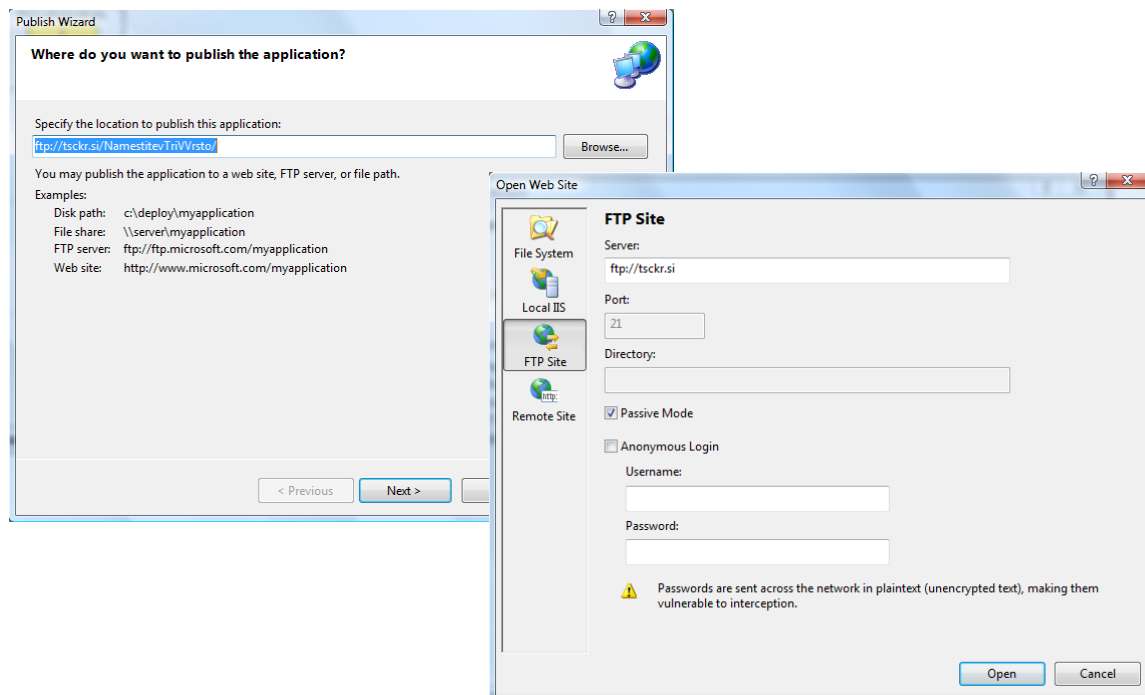 Publish Wizard
Where do you want to publish the application?
Specify the location to publish this application:
ftp://tsckr.si/NamestitevTriVVrsto/
Browse...
You may publish the application to a web site, FTP server, or file path.
Examples:
Disk path: c:\deploy\myapplication
File share: \\server\myapplication
FTP server: ftp://ftp.microsoft.com/myapplication
Web site: http://www.microsoft.com/myapplication
< Previous
Next >
Open Web Site
File System
Local IIS
FTP Site
http:
Remote Site
FTP Site
Server:
ftp://tsckr.si
Port:
21
Directory:
Passive Mode
Anonymous Login
Username:
Password:
Passwords are sent across the network in plaintext (unencrypted text), making them
vulnerable to interception.
Open
Cancel